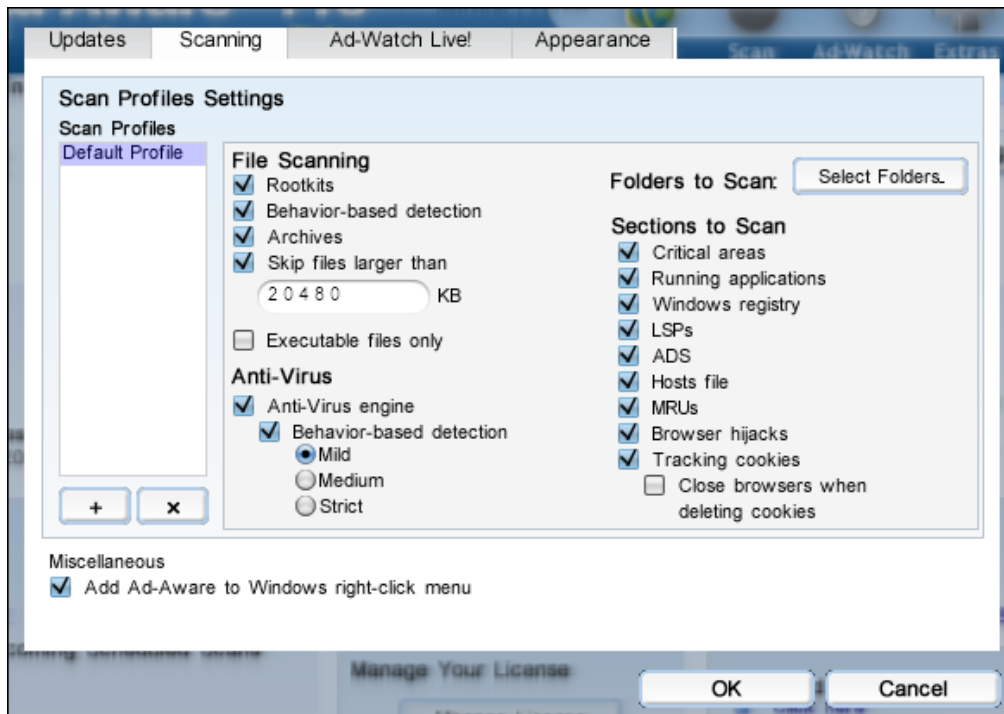 Updates
Scanning
Ad-Watch Live!
Appearance
Scan
Ad-Watch
Extras
Scan Profiles Settings
Scan Profiles
Default Profile
File Scanning
Rootkits
Behavior-based detection
Archives
Skip files larger than
20480 KB
Executable files only
Anti-Virus
Anti-Virus engine
Behavior-based detection
Mild
Medium
Strict
+
x
Folders to Scan:
Select Folders..
Sections to Scan
Critical areas
Running applications
Windows registry
LSPs
ADS
Hosts file
MRUs
Browser hijacks
Tracking cookies
Close browsers when
deleting cookies
Miscellaneous
Add Ad-Aware to Windows right-click menu
Manage Your License
OK
Cancel